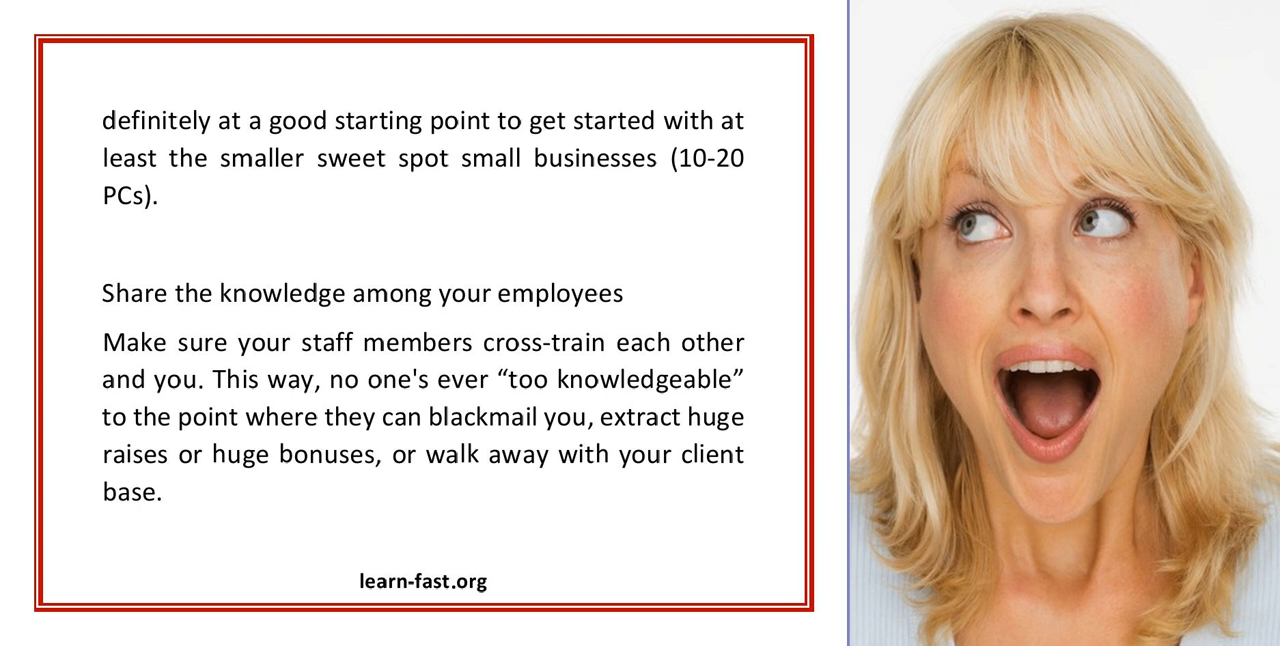 definitely at a good starting point to get started with at
least the smaller sweet spot small businesses (10-20
PCs).
Share the knowledge among your employees
Make sure your staff members cross-train each other
and you. This way, no one's ever “too knowledgeable”
to the point where they can blackmail you, extract huge
raises or huge bonuses, or walk away with your client
base.
learn-fast.org